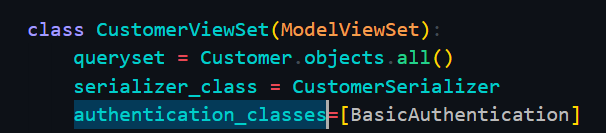 class CustomerViewSet(ModelViewSet):
    queryset = Customer.objects.all()
    serializer_class = CustomerSerializer
    authentication_classes=[BasicAuthentication]